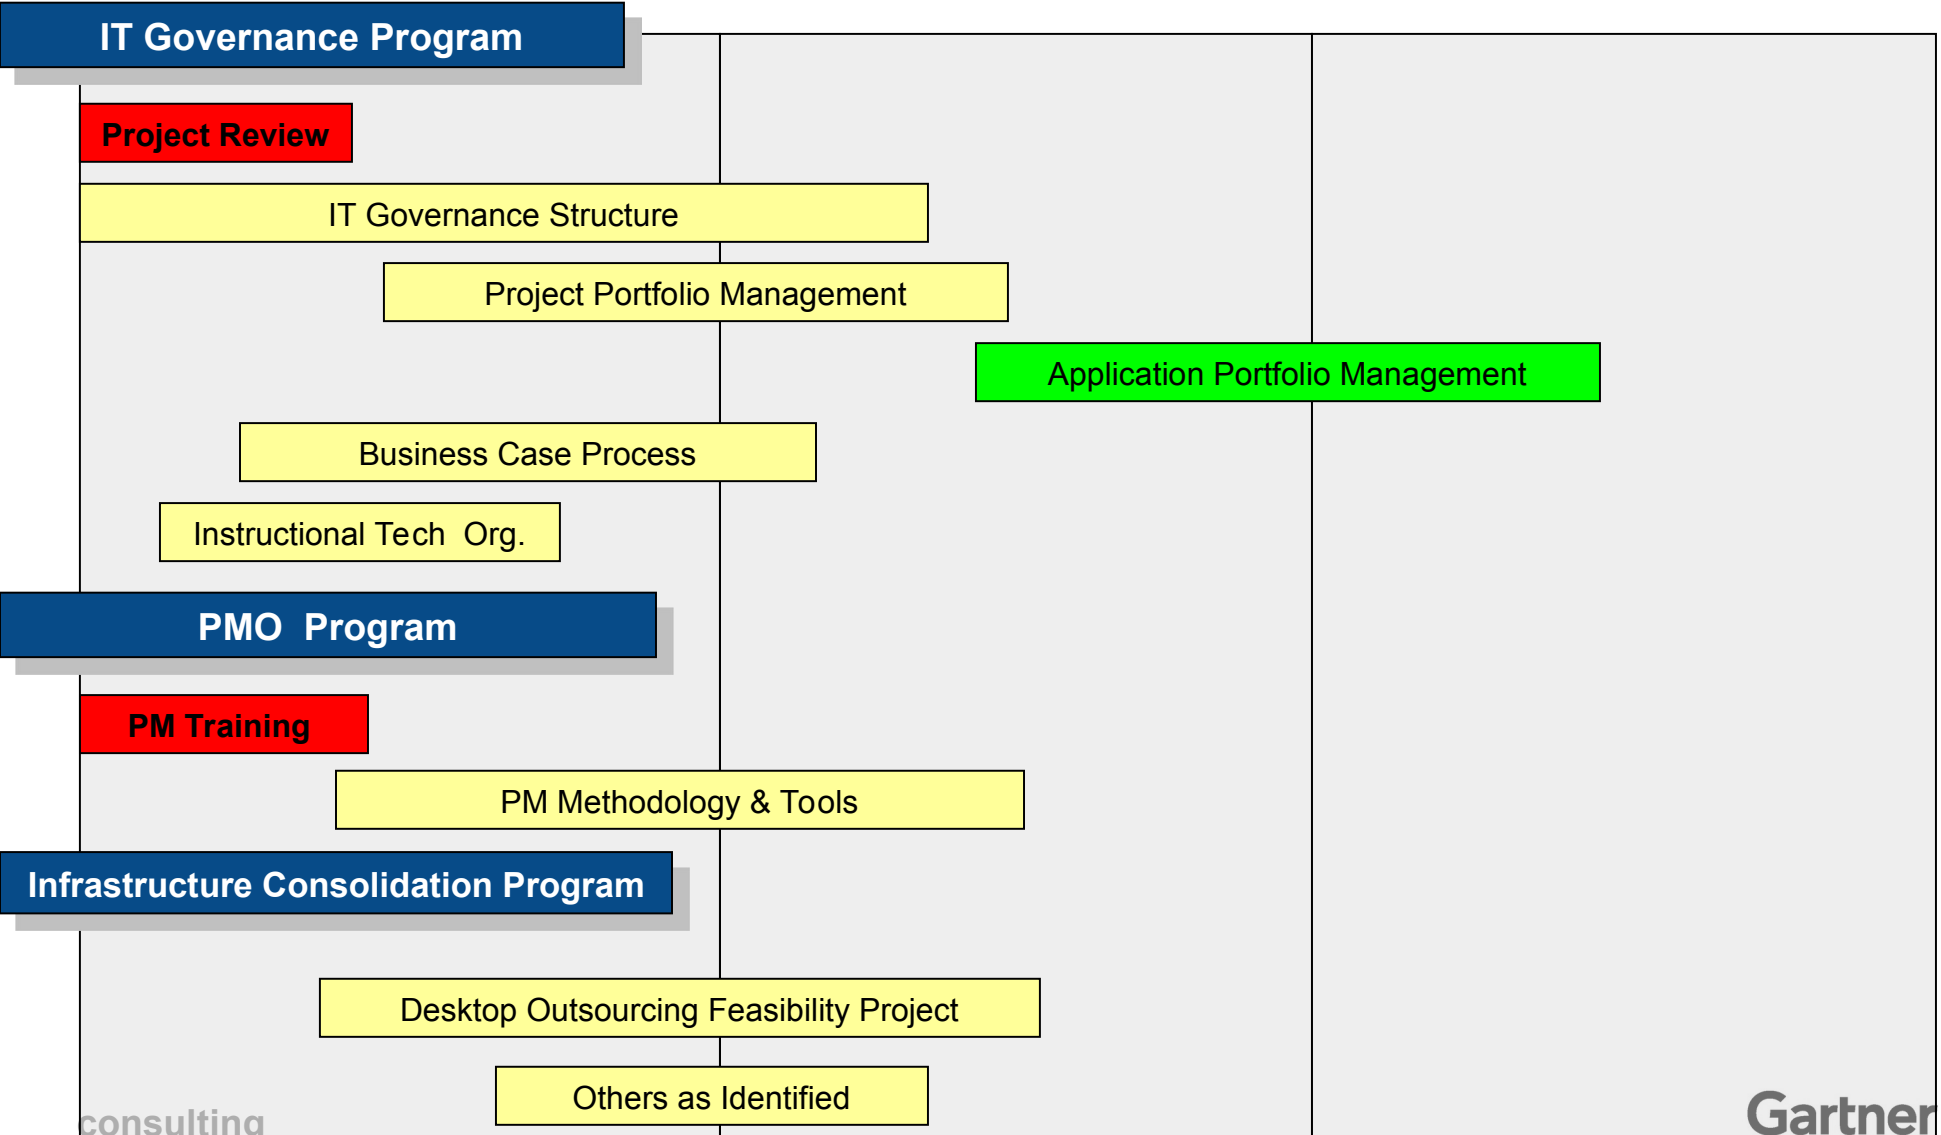 IT Governance Program
Project Review
IT Governance Structure
Project Portfolio Management
Application Portfolio Management
Business Case Process
Instructional Tech Org.
PMO Program
PM Training
PM Methodology & Tools
Infrastructure Consolidation Program
Desktop Outsourcing Feasibility Project
Others as Identified
consulting
Gartner